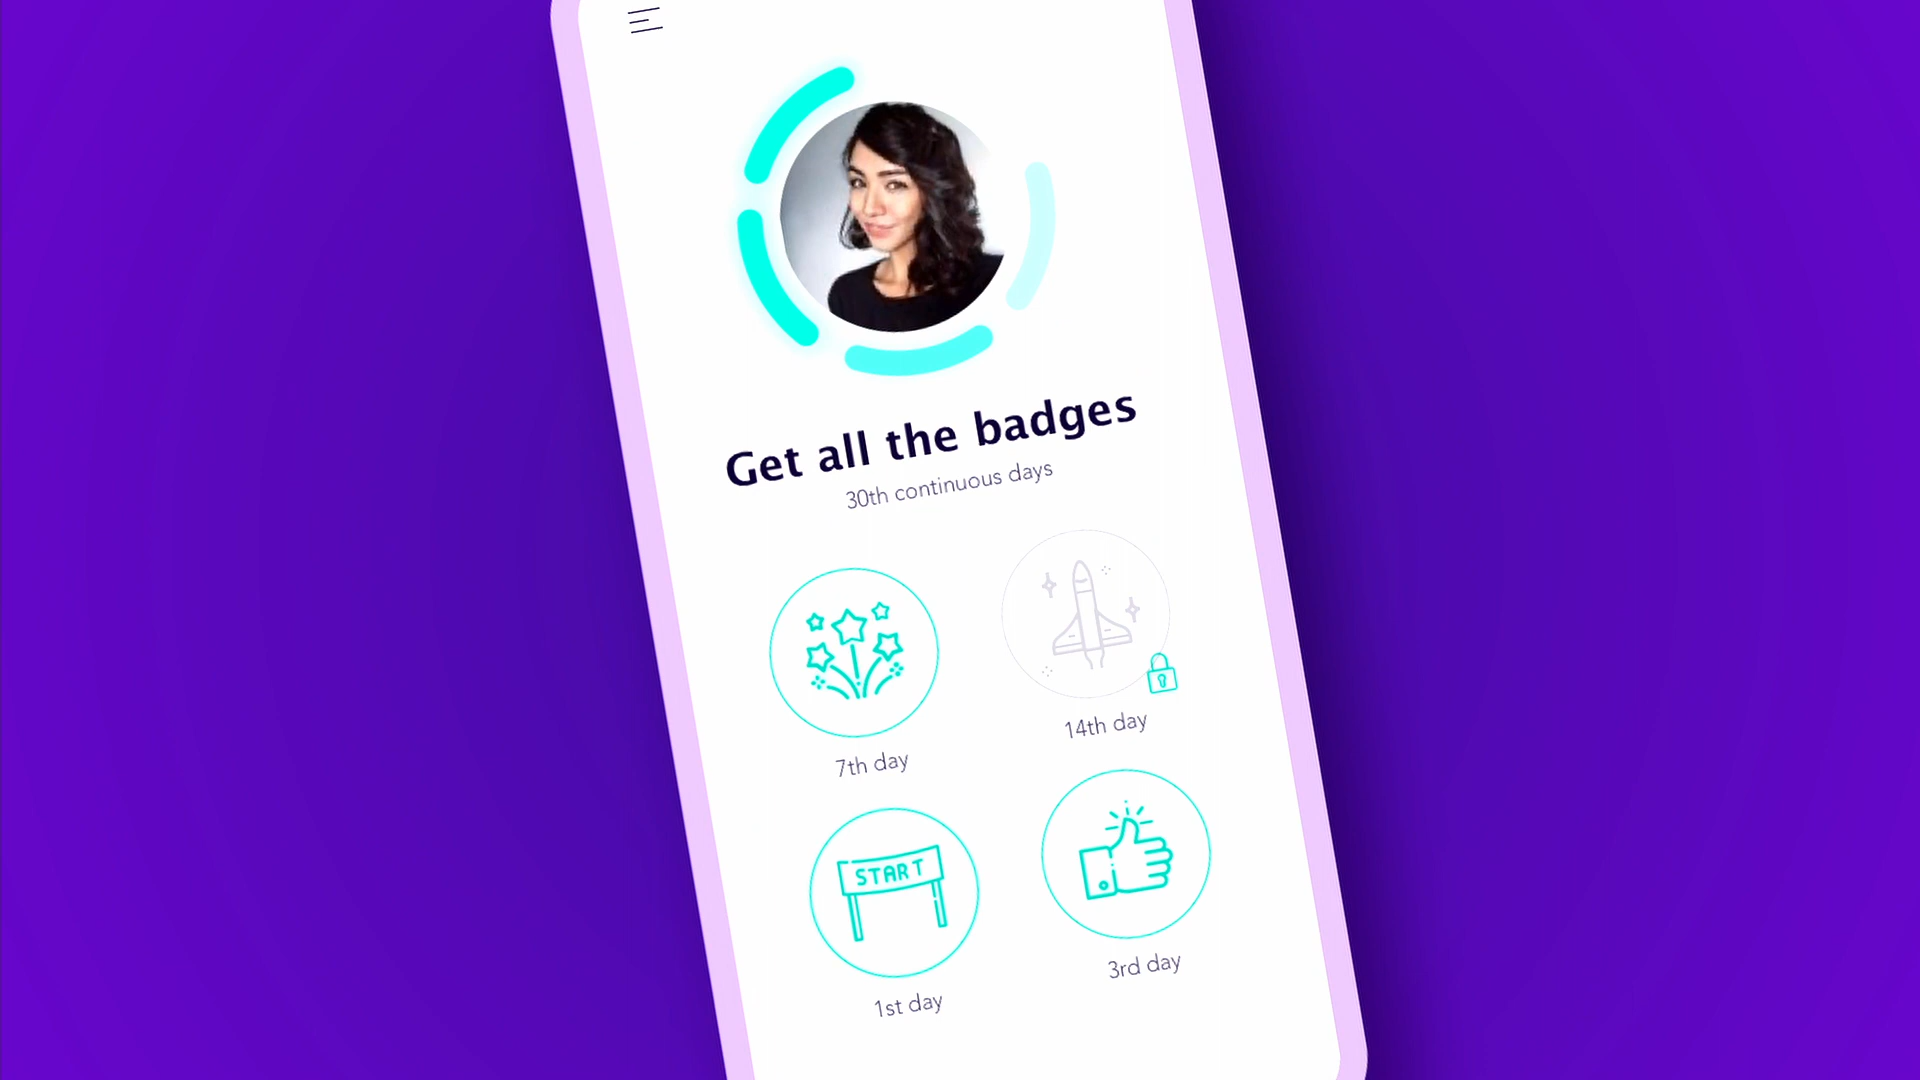 Get all the badges
30th continuous days
7th day
14th day
START
1st day
3rd day